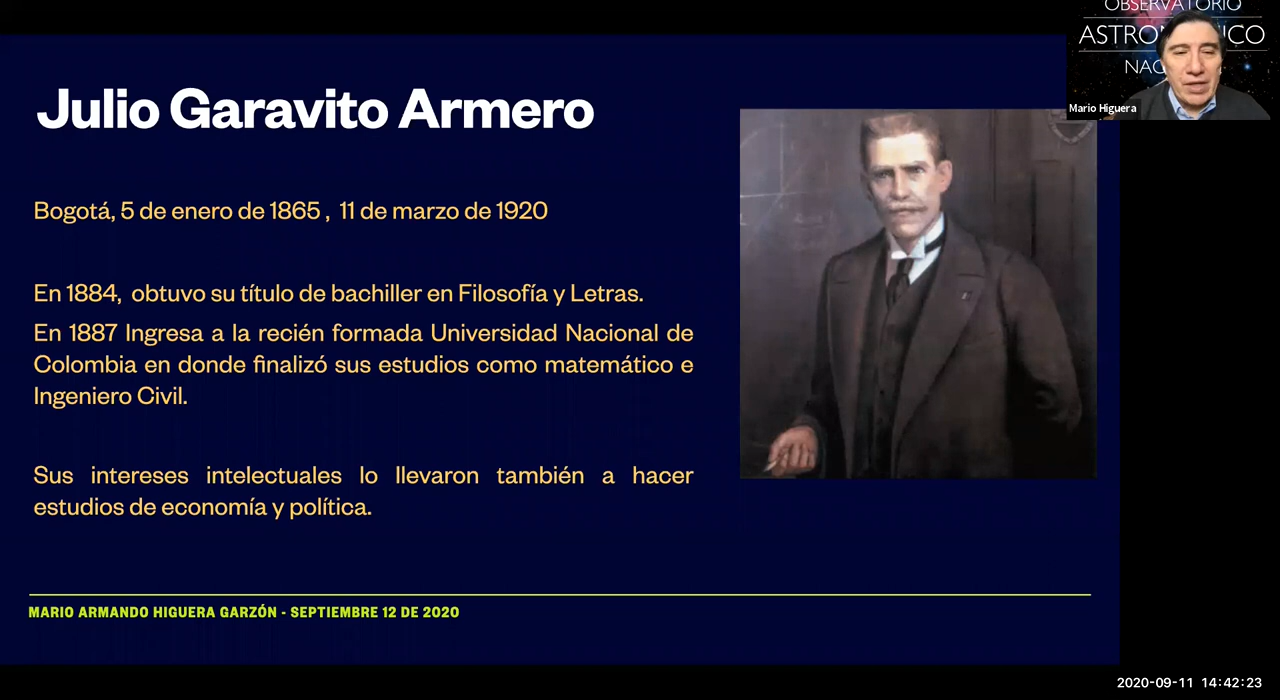 OBSERVATORIO
ASTRON ICO
NAC
Mario Higuera
Julio Garavito Armero
Bogotá, 5 de enero de 1865 , 11 de marzo de 1920
En 1884, obtuvo su título de bachiller en Filosofía y Letras.
En 1887 Ingresa a la recién formada Universidad Nacional de
Colombia en donde finalizó sus estudios como matemático e
Ingeniero Civil.
Sus intereses intelectuales lo llevaron también a hacer
estudios de economía y política.
MARIO ARMANDO HIGUERA GARZÓN - SEPTIEMBRE 12 DE 2020
2020-09-11 14:42:23